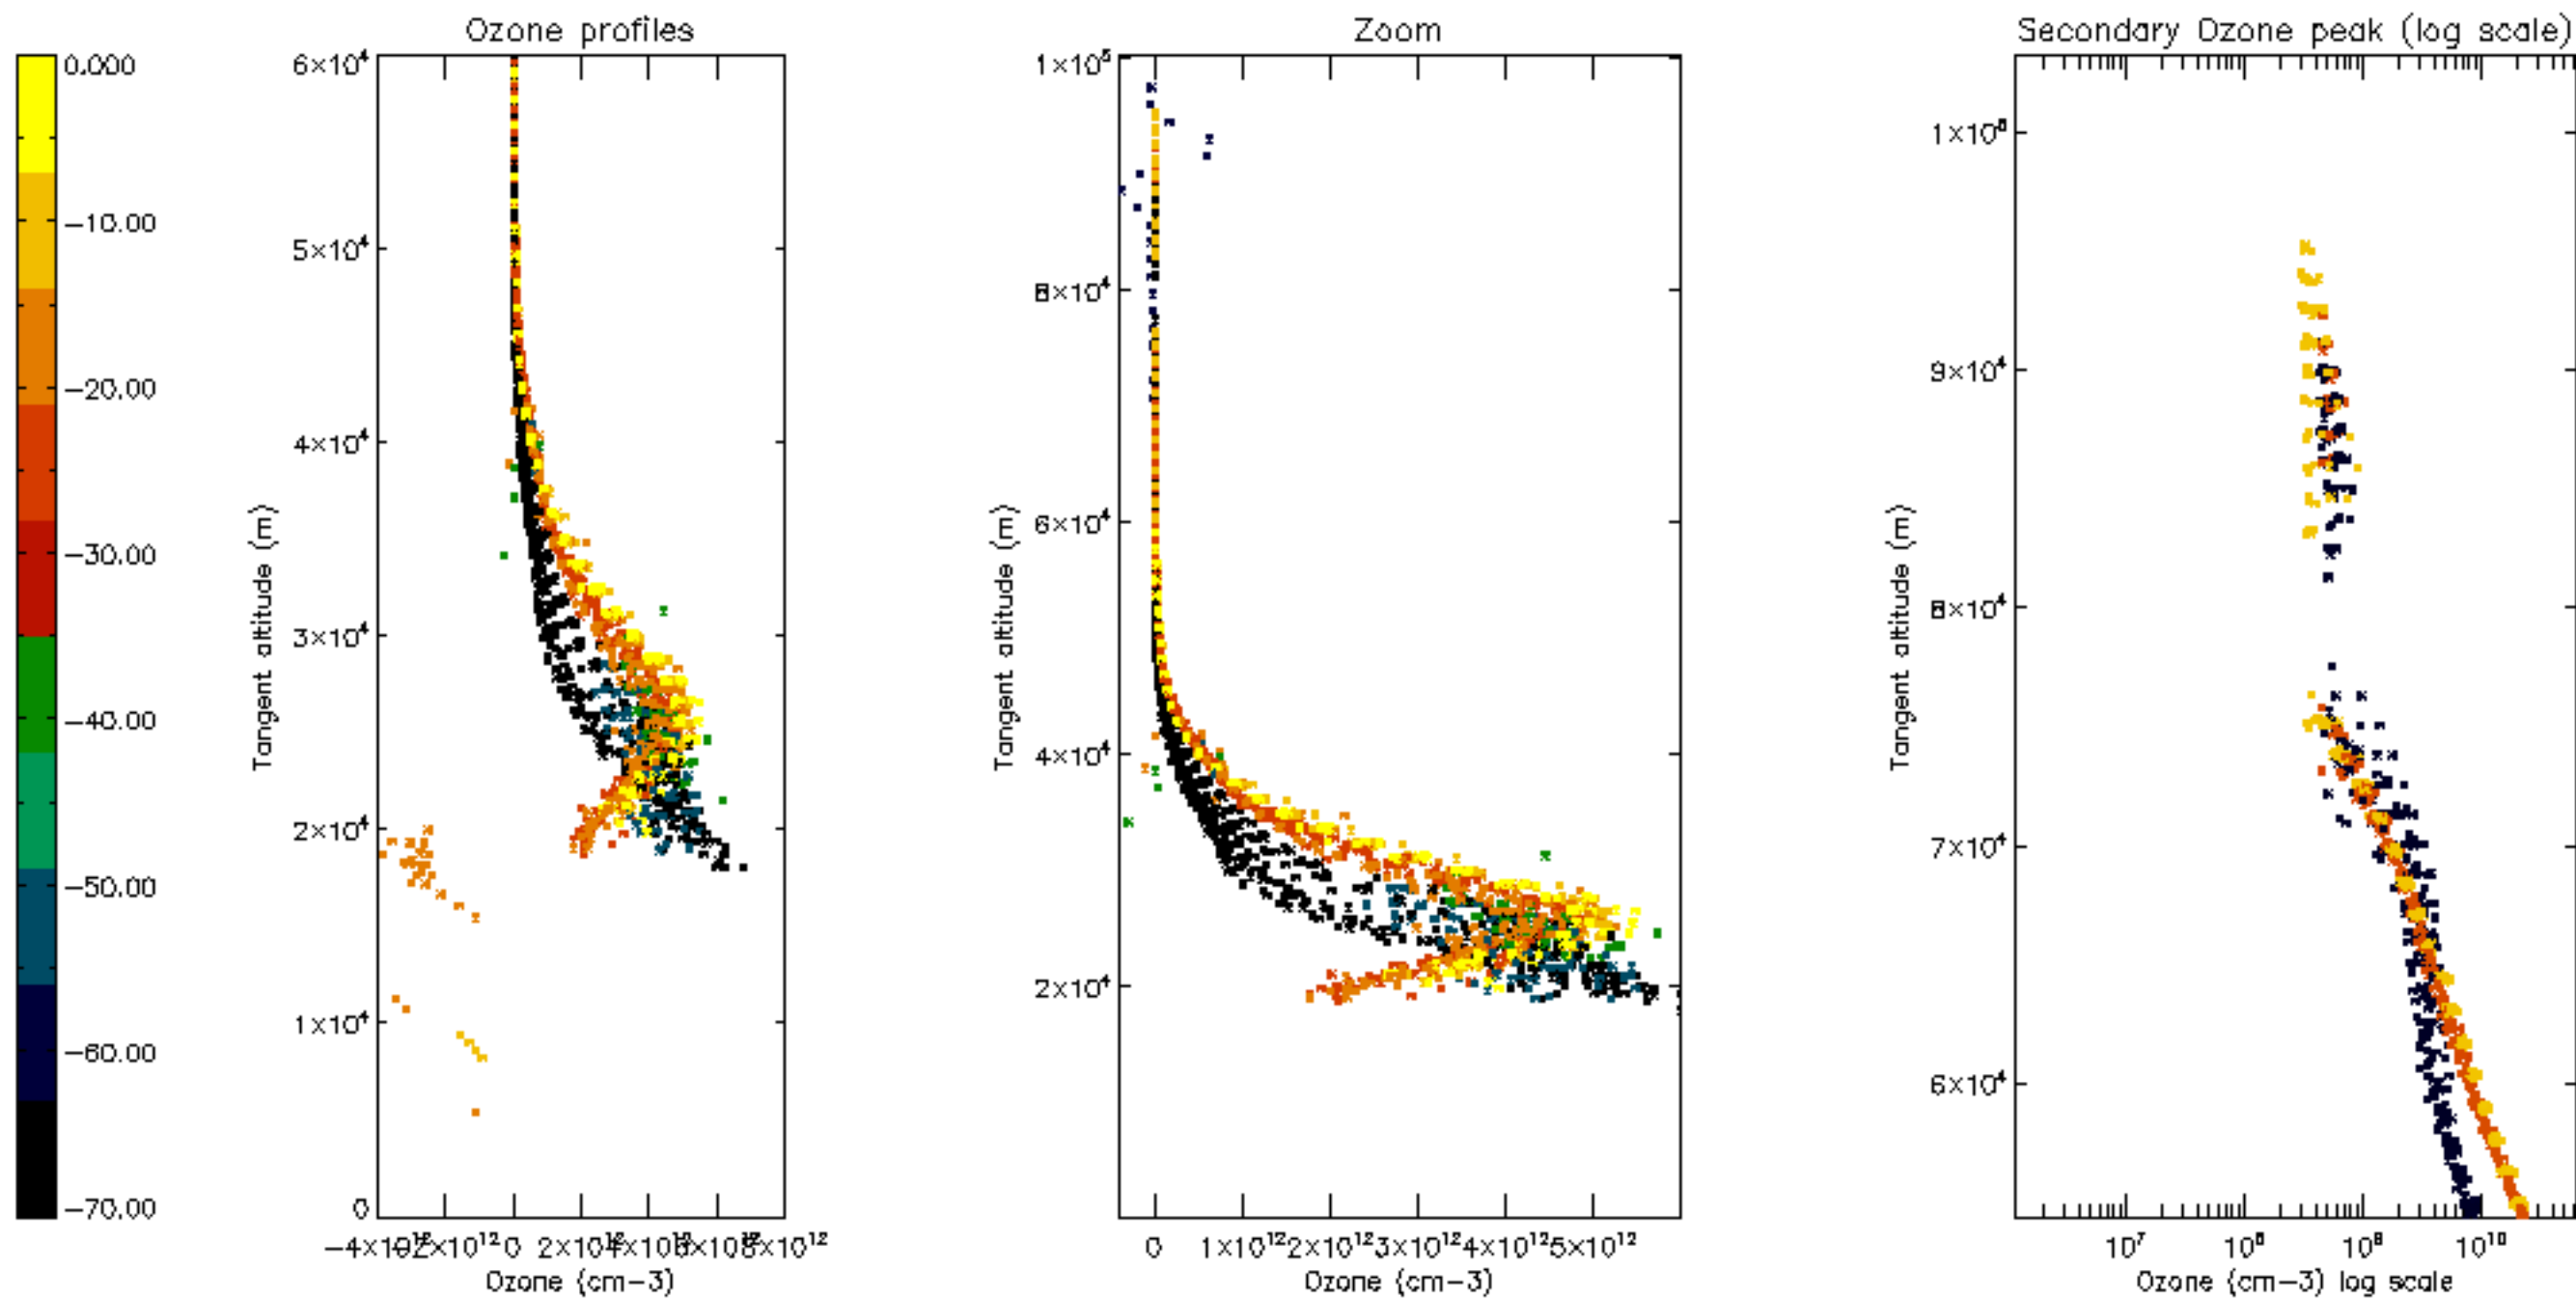 Ozone profiles
Zoom
Secondary Ozone peak (log scale)
0.000
-10.00
-20.00
-30.00
-40.00
-50.00
-60.00
-70.00
6×10⁴
5×10⁴
4×10⁴
3×10⁴
2×10⁴
1×10⁴
0
Tangent altitude (m)
0
Ozone (cm-3)
1×10⁵
8×10⁴
6×10⁴
4×10⁴
2×10⁴
Tangent altitude (m)
0 1×10¹² 2×10¹² 3×10¹² 4×10¹² 5×10¹²
Ozone (cm-3)
9×10⁴
8×10⁴
7×10⁴
6×10⁴
Tangent altitude (m)
10⁷ 10⁸ 10⁹ 10¹⁰
Ozone (cm-3) log scale